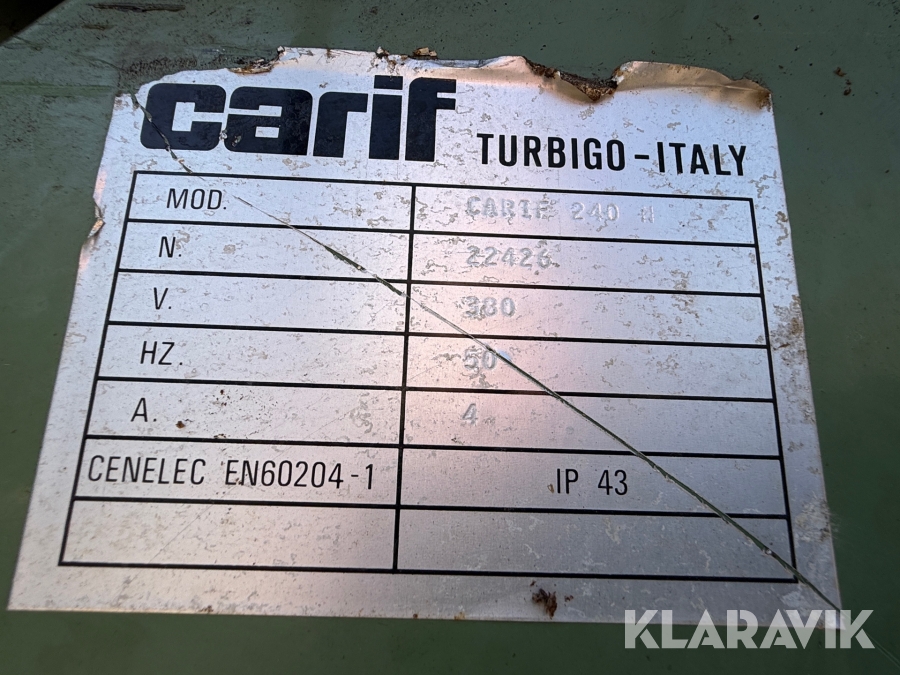 carif TURBIGO-ITALY
MOD. CARIF 240 N
N. 22426
V. 380
HZ. 50
A. 4
CENELEC EN60204-1 IP 43
KLARAVIK